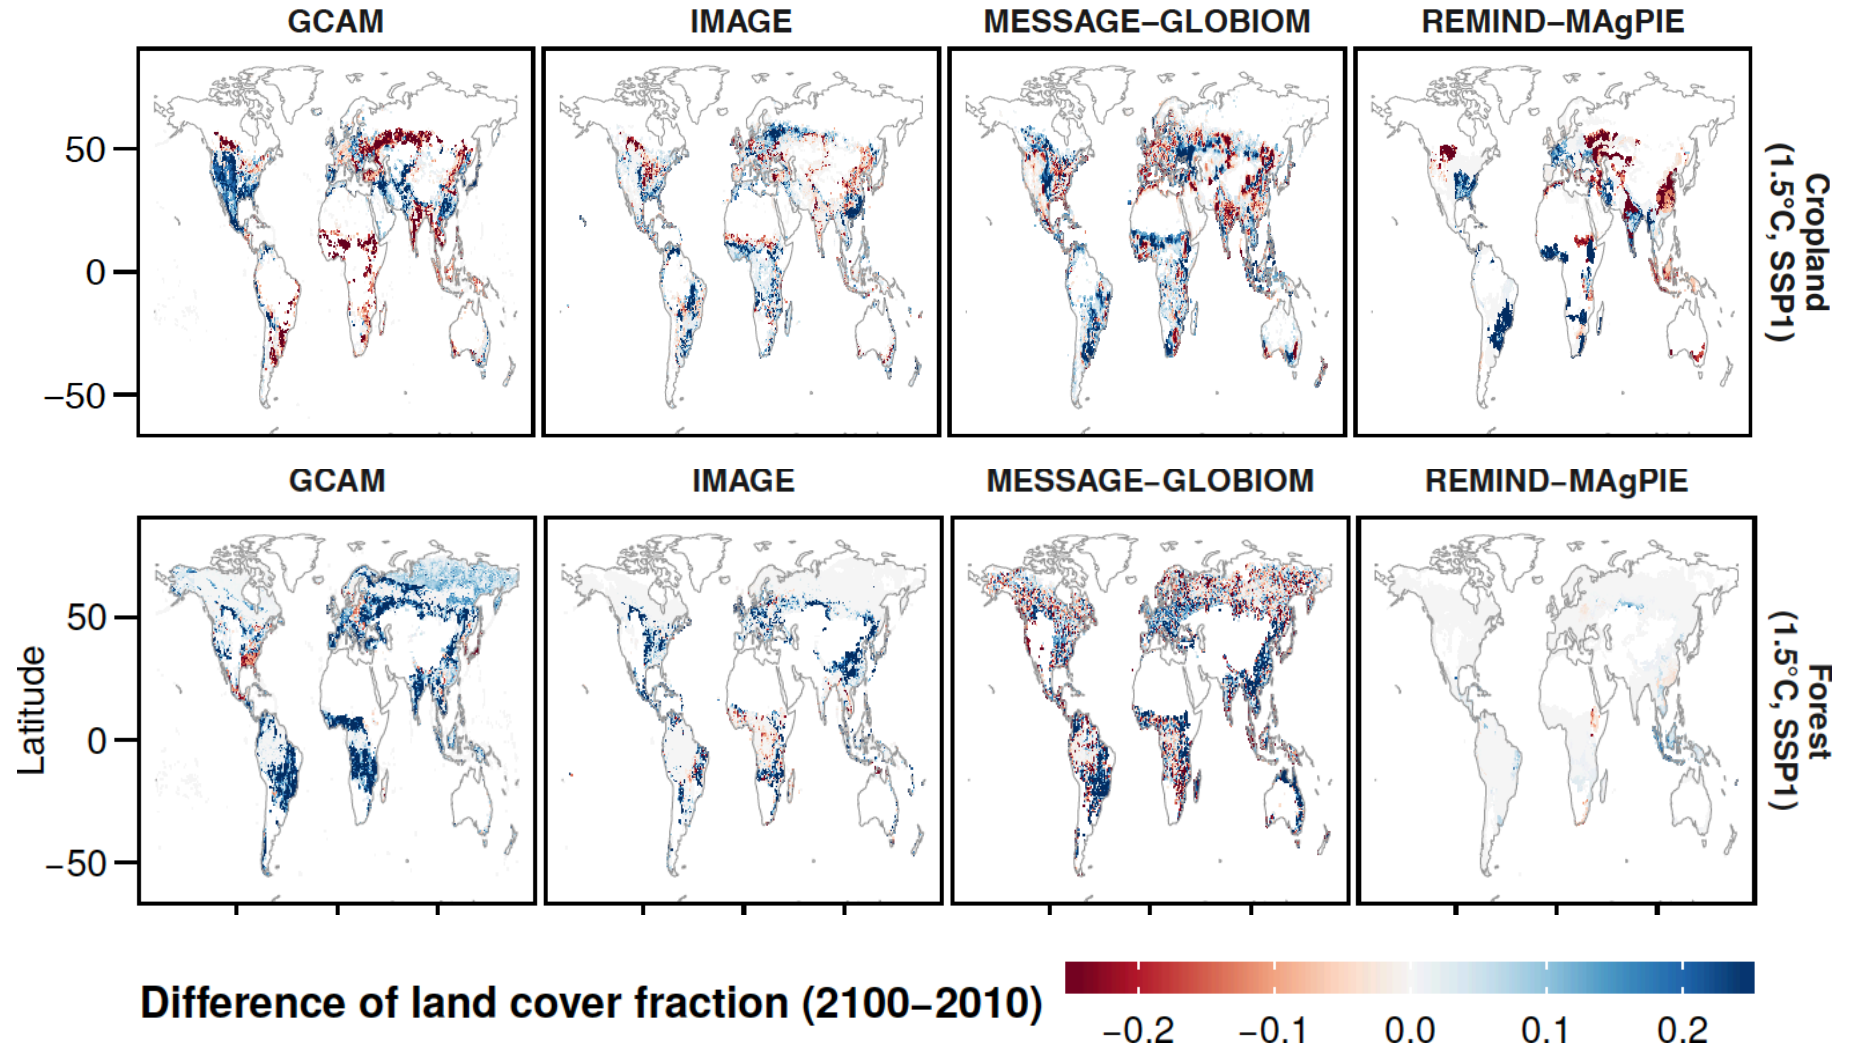 GCAM IMAGE MESSAGE–GLOBIOM REMIND–MAgPIE
50
0
−50
Cropland
(1.5°C, SSP1)
GCAM IMAGE MESSAGE–GLOBIOM REMIND–MAgPIE
50
0
−50
Latitude
Forest
(1.5°C, SSP1)
Difference of land cover fraction (2100–2010)
−0.2 −0.1 0.0 0.1 0.2